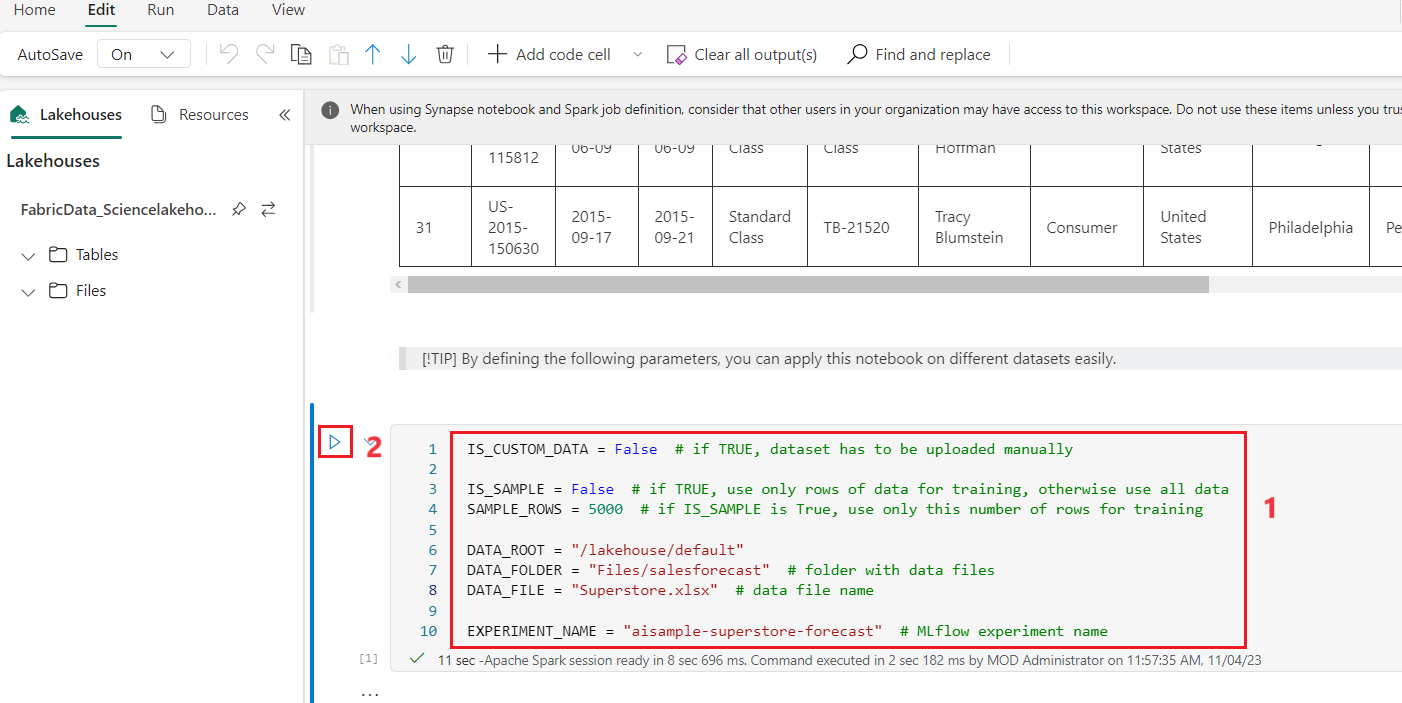 Home Edit Run Data View
AutoSave On Add code cell Clear all output(s) Find and replace
Lakehouses Resources
When using Synapse notebook and Spark job definition, consider that other users in your organization may have access to this workspace. Do not use these items unless you trus
workspace.
Lakehouses
115812 06-09 06-09 Class Class Hoffman States
FabricData_Sciencelakeho...
Tables
Files
31 US-2015-150630 2015-09-17 2015-09-21 Standard Class TB-21520 Tracy Blumstein Consumer United States Philadelphia Pe
[!TIP] By defining the following parameters, you can apply this notebook on different datasets easily.
2
1 IS_CUSTOM_DATA = False # if TRUE, dataset has to be uploaded manually
2
3 IS_SAMPLE = False # if TRUE, use only rows of data for training, otherwise use all data
4 SAMPLE_ROWS = 5000 # if IS_SAMPLE is True, use only this number of rows for training
1
5
6 DATA_ROOT = "/lakehouse/default"
7 DATA_FOLDER = "Files/salesforecast" # folder with data files
8 DATA_FILE = "Superstore.xlsx" # data file name
9
10 EXPERIMENT_NAME = "aisample-superstore-forecast" # MLflow experiment name
[1] 11 sec -Apache Spark session ready in 8 sec 696 ms. Command executed in 2 sec 182 ms by MOD Administrator on 11:57:35 AM, 11/04/23
...